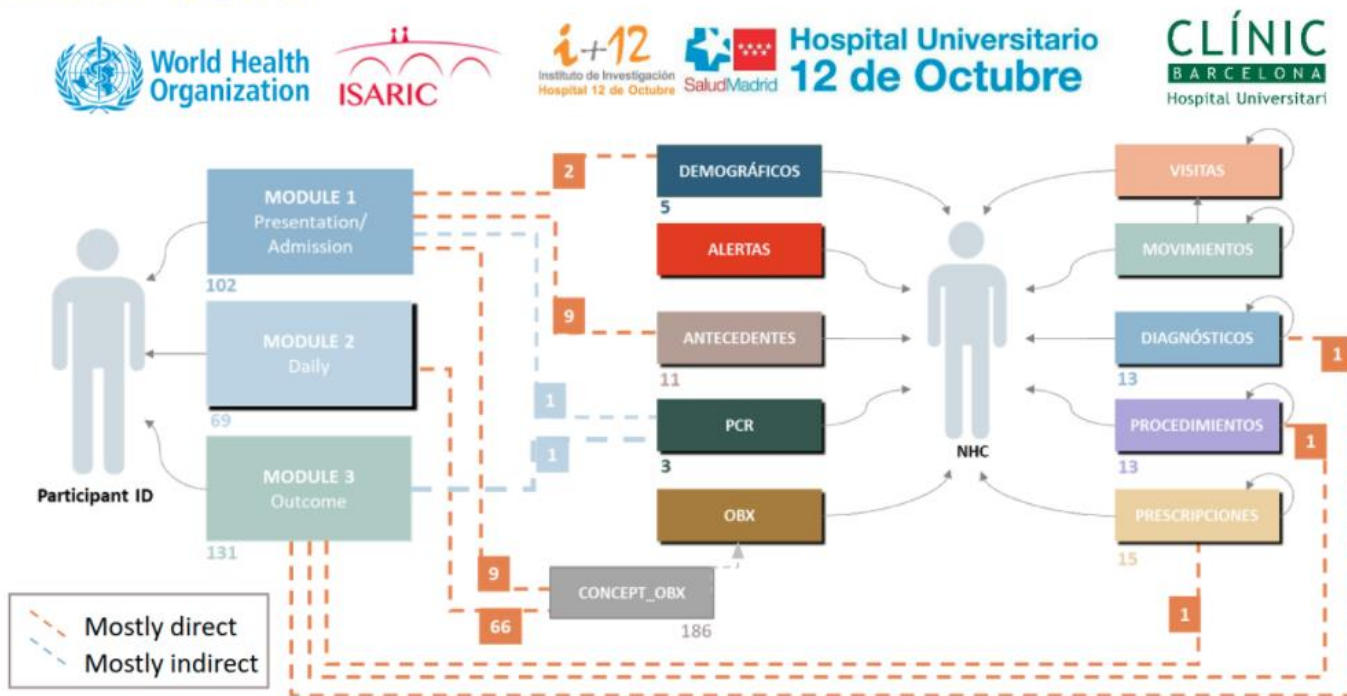 World Health
Organization
ISARIC
i+12
Instituto de Investigación
Hospital 12 de Octubre
SaludMadrid
Hospital Universitario
12 de Octubre
CLÍNIC
BARCELONA
Hospital Universitari
MODULE 1
Presentation/
Admission
102
MODULE 2
Daily
69
MODULE 3
Outcome
131
Participant ID
2
9
1
1
9
66
DEMOGRÁFICOS
5
ALERTAS
ANTECEDENTES
11
PCR
3
OBX
CONCEPT_OBX
186
NHC
VISITAS
MOVIMIENTOS
DIAGNÓSTICOS
13
1
PROCEDIMIENTOS
13
1
PRESCRIPCIONES
15
1
Mostly direct
Mostly indirect